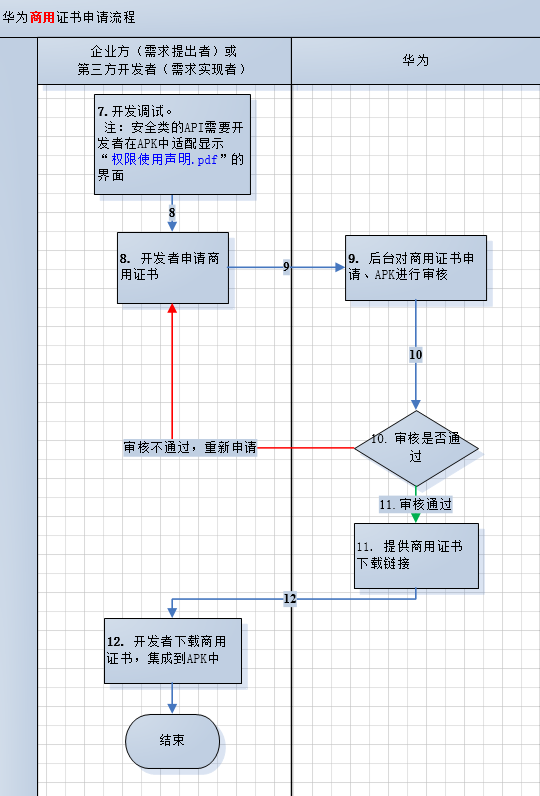 华为商用证书申请流程
企业方（需求提出者）或
第三方开发者（需求实现者）
华为
7.开发调试。
注：安全类的API需要开
发者在APK中适配显示
“权限使用声明.pdf”的
界面
8
8. 开发者申请商
用证书
9
9. 后台对商用证书申
请、APK进行审核
10
10. 审核是否通
过
审核不通过，重新申请
11.审核通过
11. 提供商用证书
下载链接
12
12. 开发者下载商用
证书，集成到APK中
结束